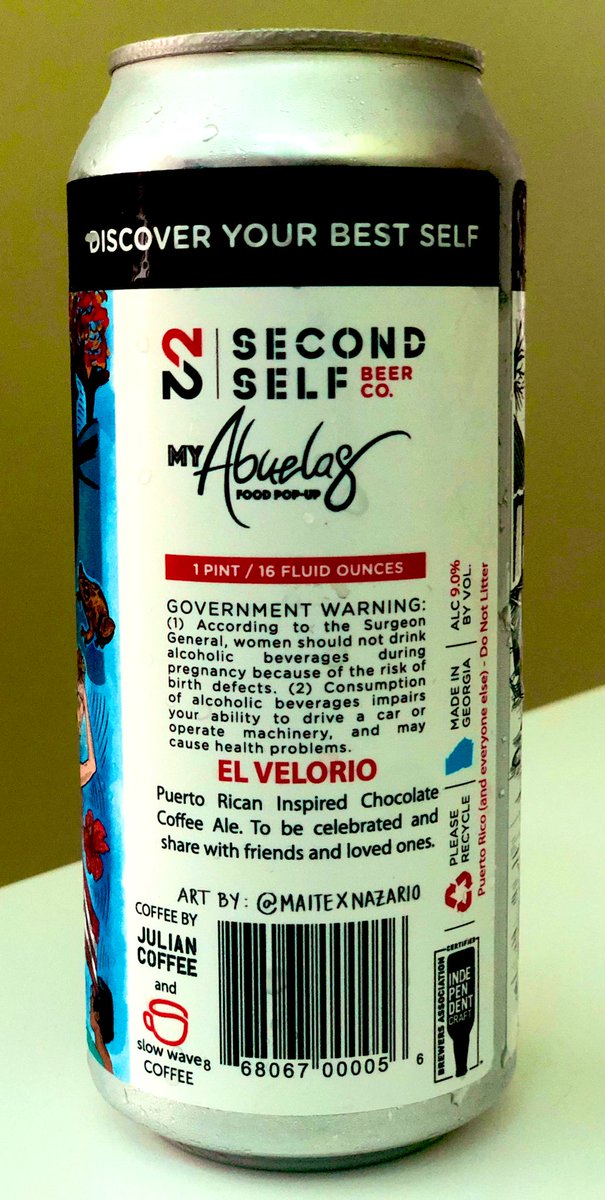 DISCOVER YOUR BEST SELF
22 SECOND
SELF BEER CO.
MY Abuelas
FOOD POP-UP
1 PINT / 16 FLUID OUNCES
GOVERNMENT WARNING:
(1) According to the Surgeon
General, women should not drink
alcoholic beverages during
pregnancy because of the risk of
birth defects. (2) Consumption
of alcoholic beverages impairs
your ability to drive a car or
operate machinery, and may
cause health problems.
EL VELORIO
Puerto Rican Inspired Chocolate
Coffee Ale. To be celebrated and
share with friends and loved ones.
ART BY: @MAITEXNAZARIO
COFFEE BY
JULIAN
COFFEE
and
slow wave
COFFEE
8 68067 00005 6
PLEASE
RECYCLE
MADE IN
GEORGIA
ALC 9.0%
BY VOL.
Puerto Rico (and everyone else) - Do Not Litter
CERTIFIED
BREWERS ASSOCIATION
INDE
PEN
DENT
CRAFT